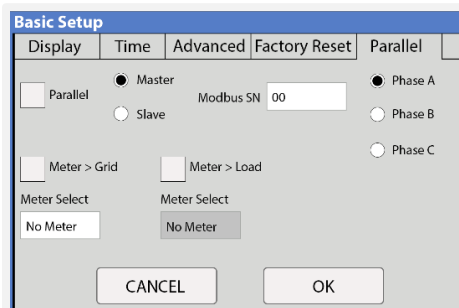 Basic Setup
Display Time Advanced Factory Reset Parallel
Parallel
Master
Slave
Modbus SN 00
Phase A
Phase B
Phase C
Meter > Grid
Meter > Load
Meter Select
Meter Select
No Meter
No Meter
CANCEL
OK